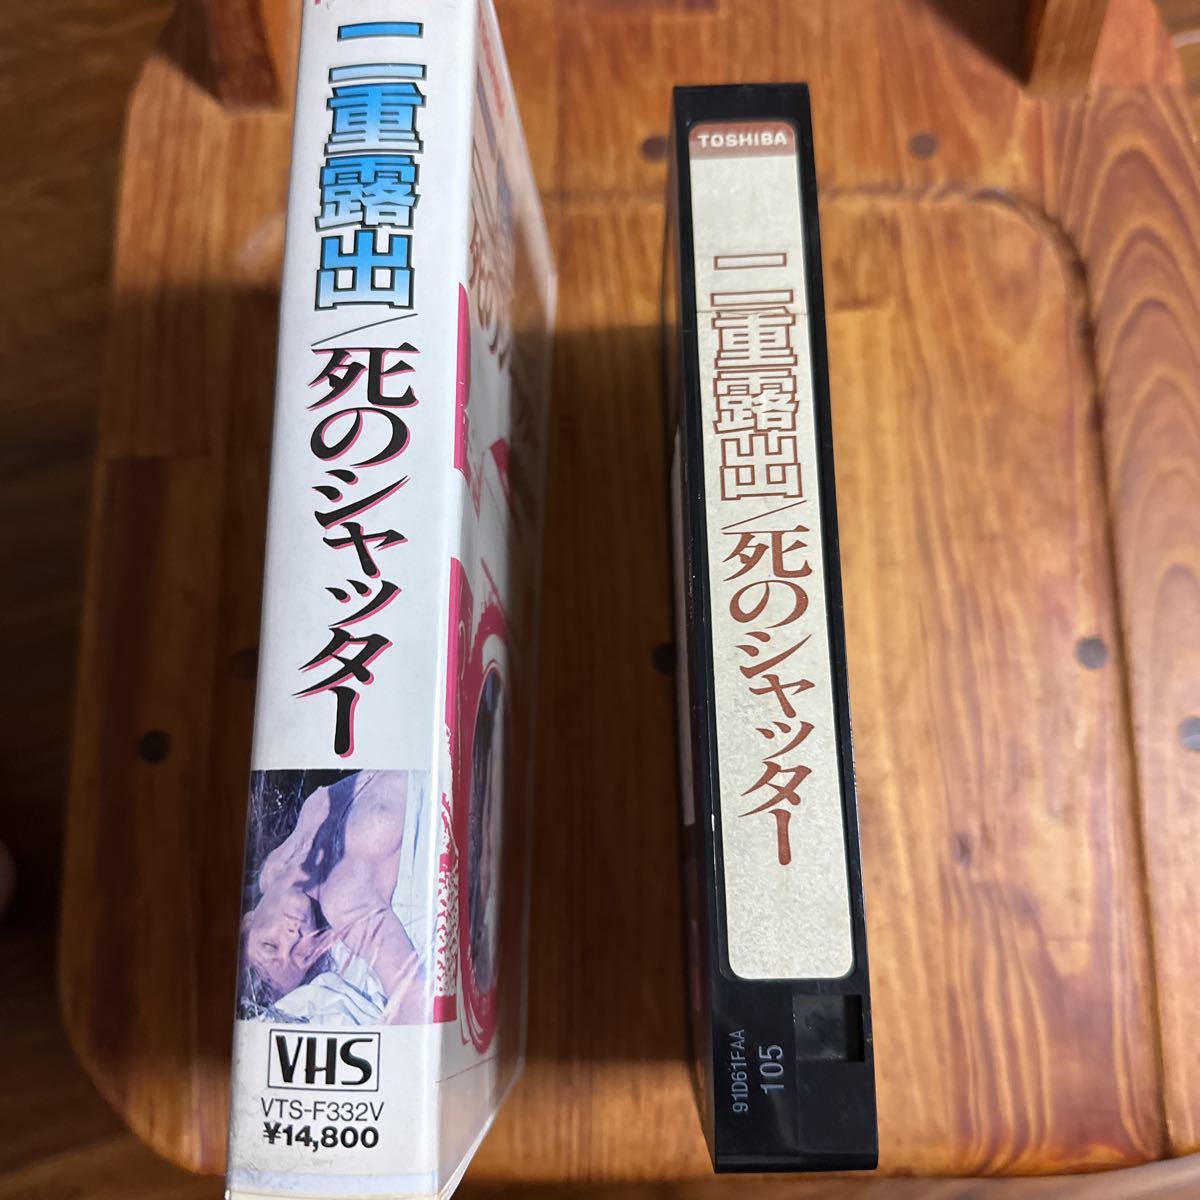 二重露出/死のシャッター
VHS
VTS-F332V
¥14,800
TOSHIBA
二重露出/死のシャッター
91D61FAA
105